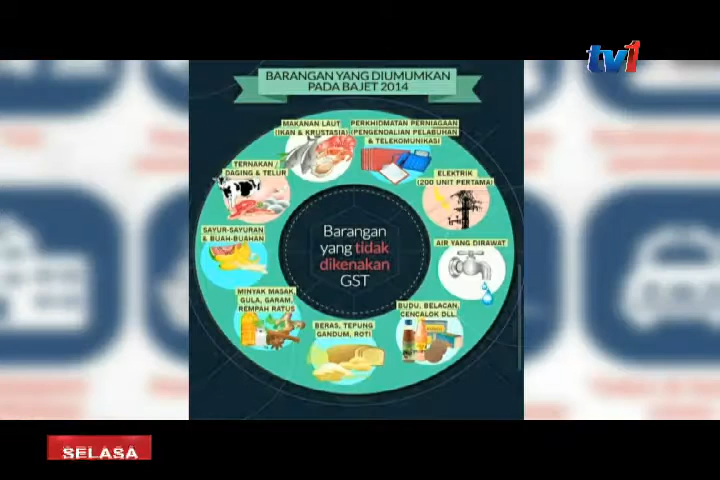 tv1
BARANGAN YANG DIUMUMKAN
PADA BAJET 2014
MAKANAN LAUT
(IKAN & KRUSTASIA)
PERKHIDMATAN PERNIAGAAN
(PENGENDALIAN PELABUHAN
& TELEKOMUNIKASI)
TERNAKAN /
DAGING & TELUR
ELEKTRIK
(200 UNIT PERTAMA)
SAYUR-SAYURAN
& BUAH-BUAHAN
Barangan
yang tidak
dikenakan
GST
AIR YANG DIRAWAT
MINYAK MASAK,
GULA, GARAM,
REMPAH RATUS
BUDU, BELACAN,
CENCALOK DLL.
BERAS, TEPUNG
GANDUM, ROTI
SELASA